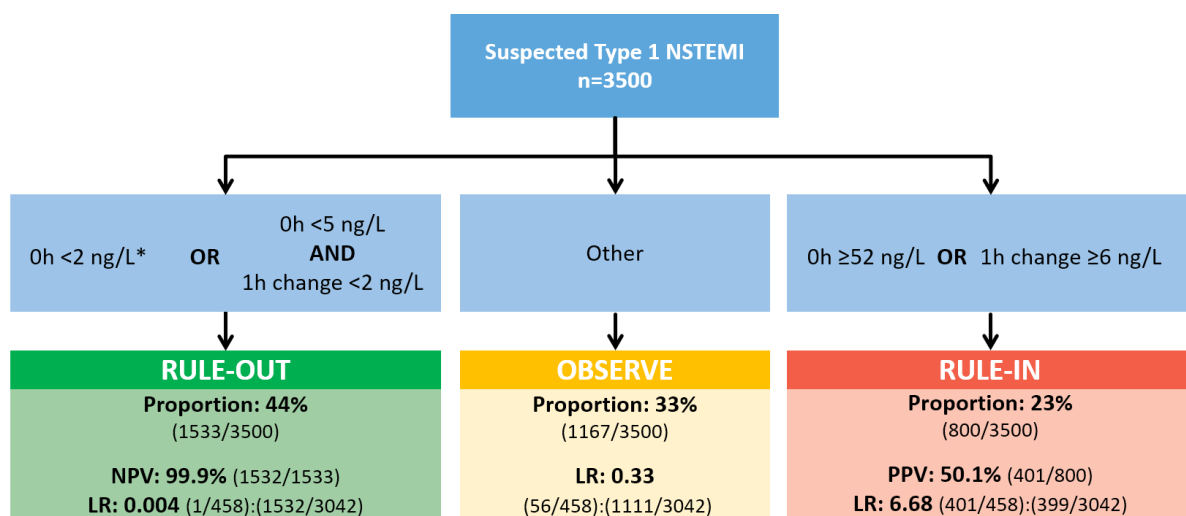 Suspected Type 1 NSTEMI
n=3500
0h <2 ng/L*
OR
0h <5 ng/L
AND
1h change <2 ng/L
Other
0h ≥52 ng/L OR 1h change ≥6 ng/L
RULE-OUT
Proportion: 44%
(1533/3500)
NPV: 99.9% (1532/1533)
LR: 0.004 (1/458):(1532/3042)
OBSERVE
Proportion: 33%
(1167/3500)
LR: 0.33
(56/458):(1111/3042)
RULE-IN
Proportion: 23%
(800/3500)
PPV: 50.1% (401/800)
LR: 6.68 (401/458):(399/3042)